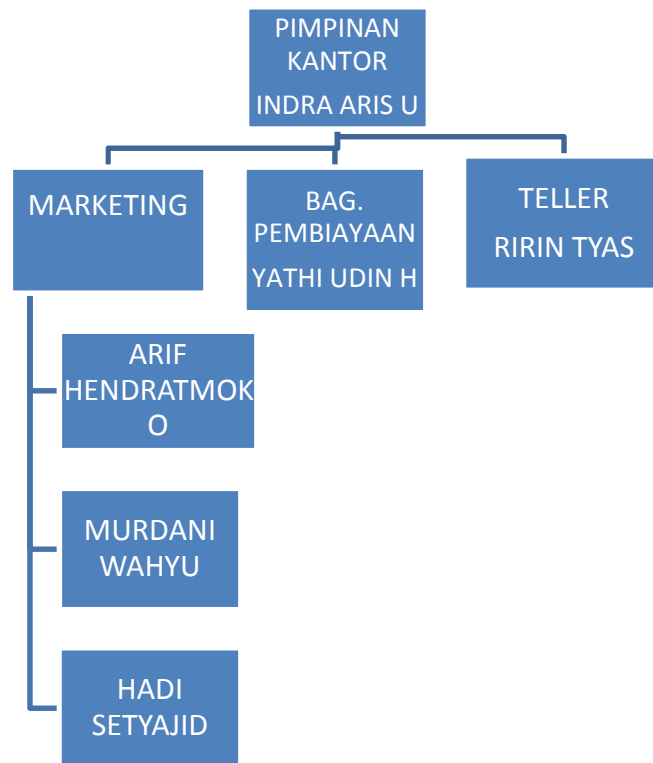 PIMPINAN
KANTOR
INDRA ARIS U
MARKETING
BAG.
PEMBIAYAAN
YATHI UDIN H
TELLER
RIRIN TYAS
ARIF
HENDRATMOK
O
MURDANI
WAHYU
HADI
SETYAJID